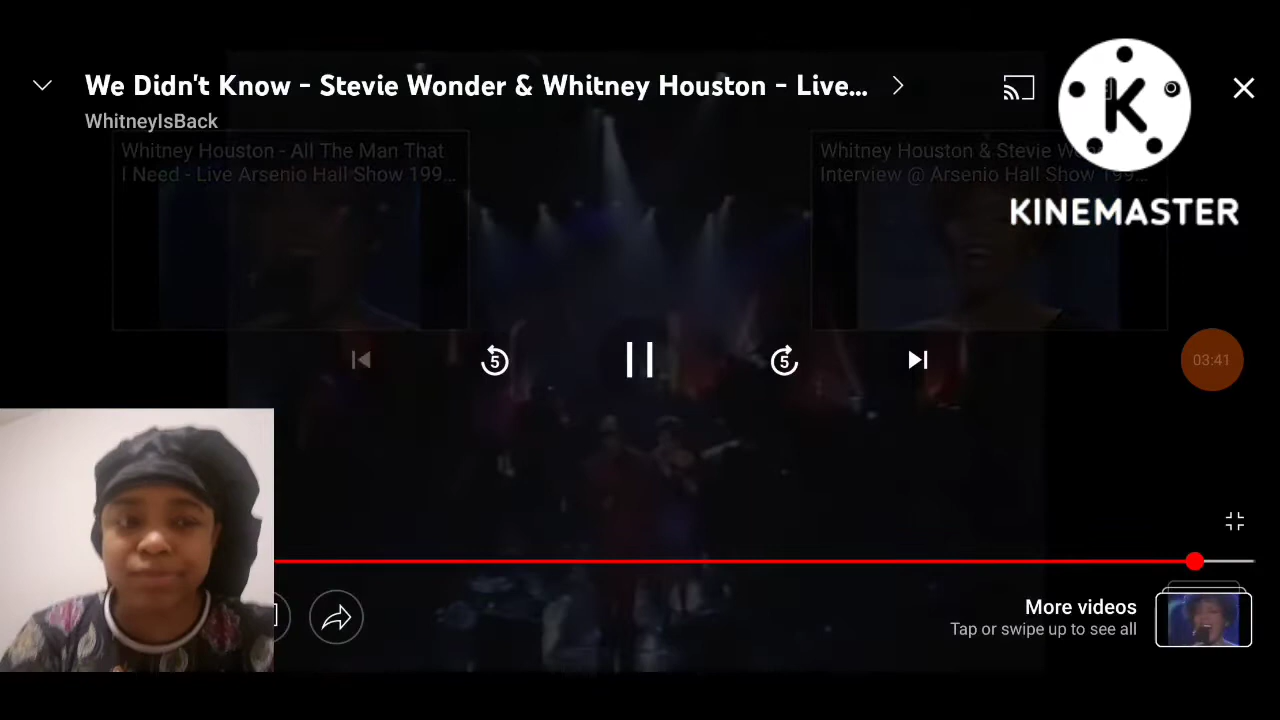 We Didn't Know - Stevie Wonder & Whitney Houston - Live...
WhitneyIsBack
Whitney Houston - All The Man That
I Need - Live Arsenio Hall Show 199...
Whitney Houston & Stevie
Interview @ Arsenio Hall Show 199...
K
KINEMASTER
5
5
03:41
More videos
Tap or swipe up to see all